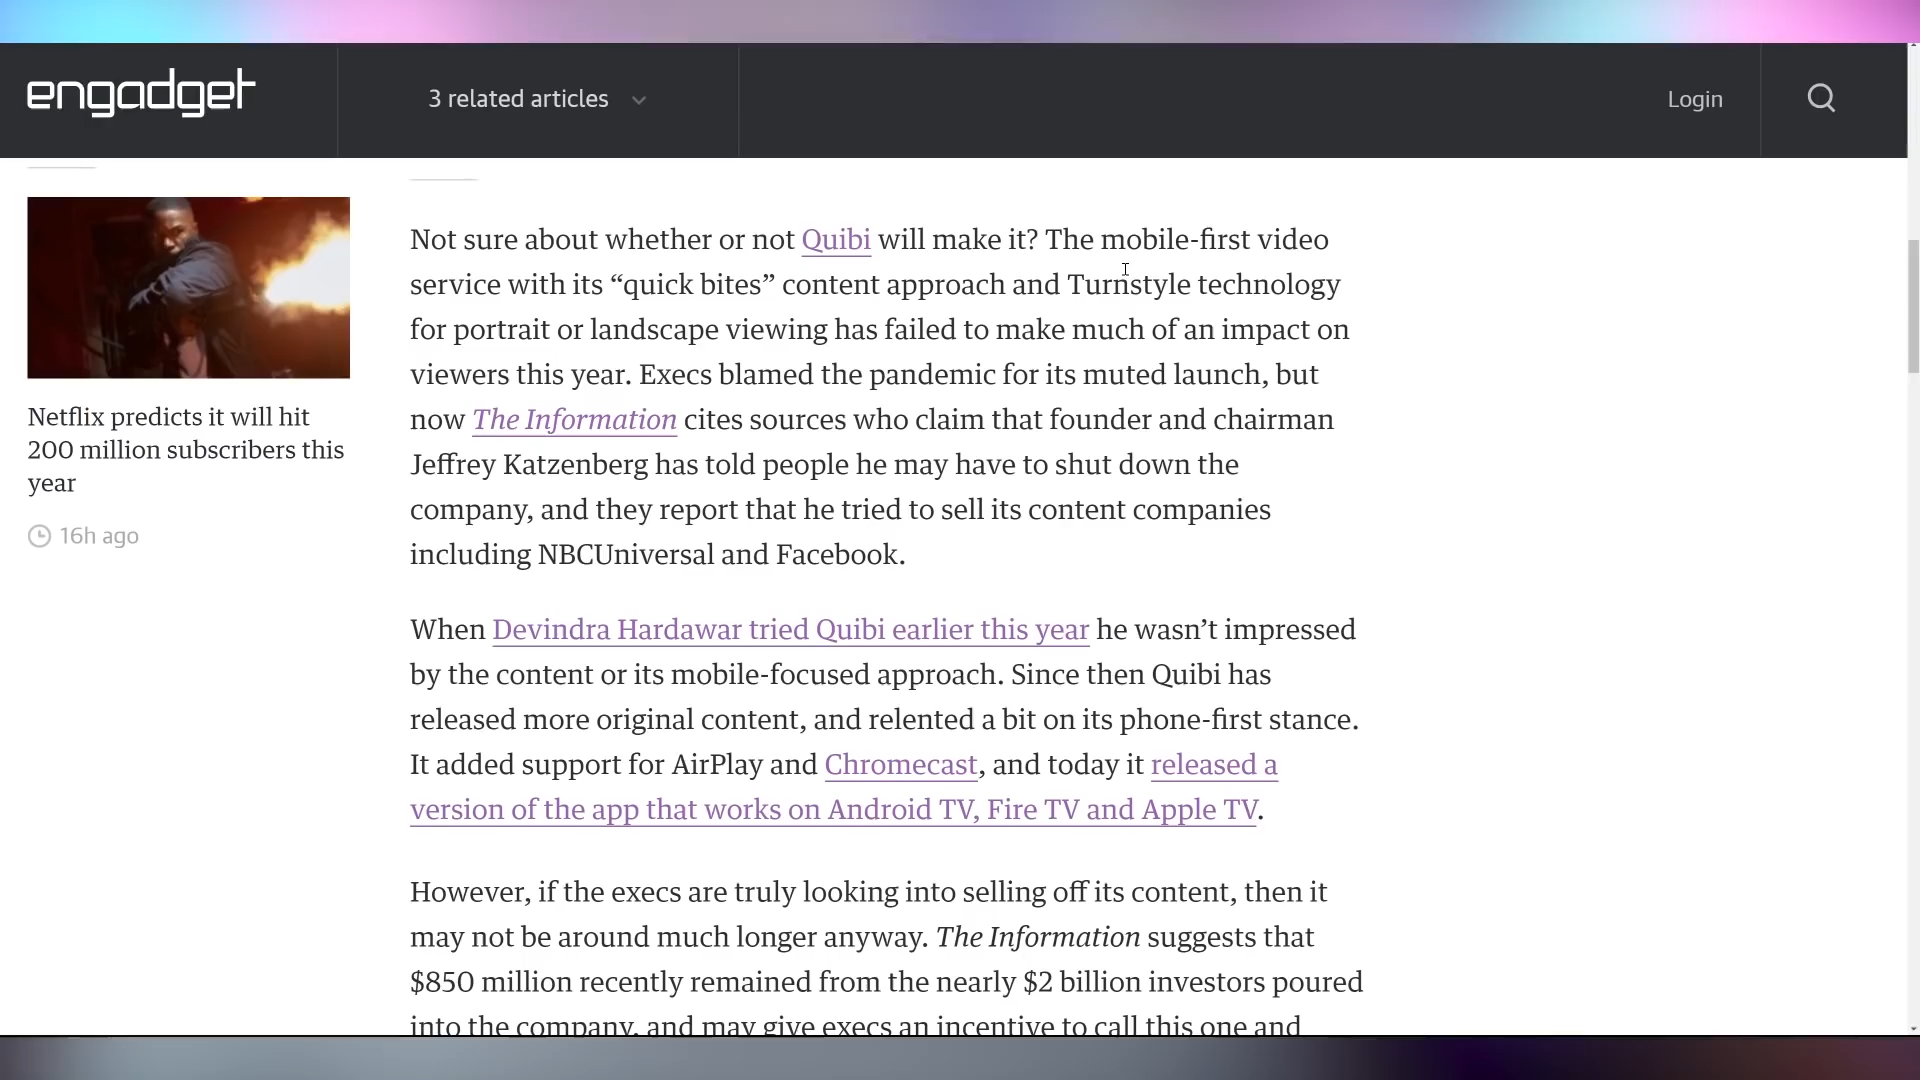 engadget
3 related articles
Login
Netflix predicts it will hit
200 million subscribers this
year
16h ago
Not sure about whether or not Quibi will make it? The mobile-first video
service with its “quick bites” content approach and Turnstyle technology
for portrait or landscape viewing has failed to make much of an impact on
viewers this year. Execs blamed the pandemic for its muted launch, but
now The Information cites sources who claim that founder and chairman
Jeffrey Katzenberg has told people he may have to shut down the
company, and they report that he tried to sell its content companies
including NBCUniversal and Facebook.
When Devindra Hardawar tried Quibi earlier this year he wasn’t impressed
by the content or its mobile-focused approach. Since then Quibi has
released more original content, and relented a bit on its phone-first stance.
It added support for AirPlay and Chromecast, and today it released a
version of the app that works on Android TV, Fire TV and Apple TV.
However, if the execs are truly looking into selling off its content, then it
may not be around much longer anyway. The Information suggests that
$850 million recently remained from the nearly $2 billion investors poured
into the company, and may give execs an incentive to call this one and